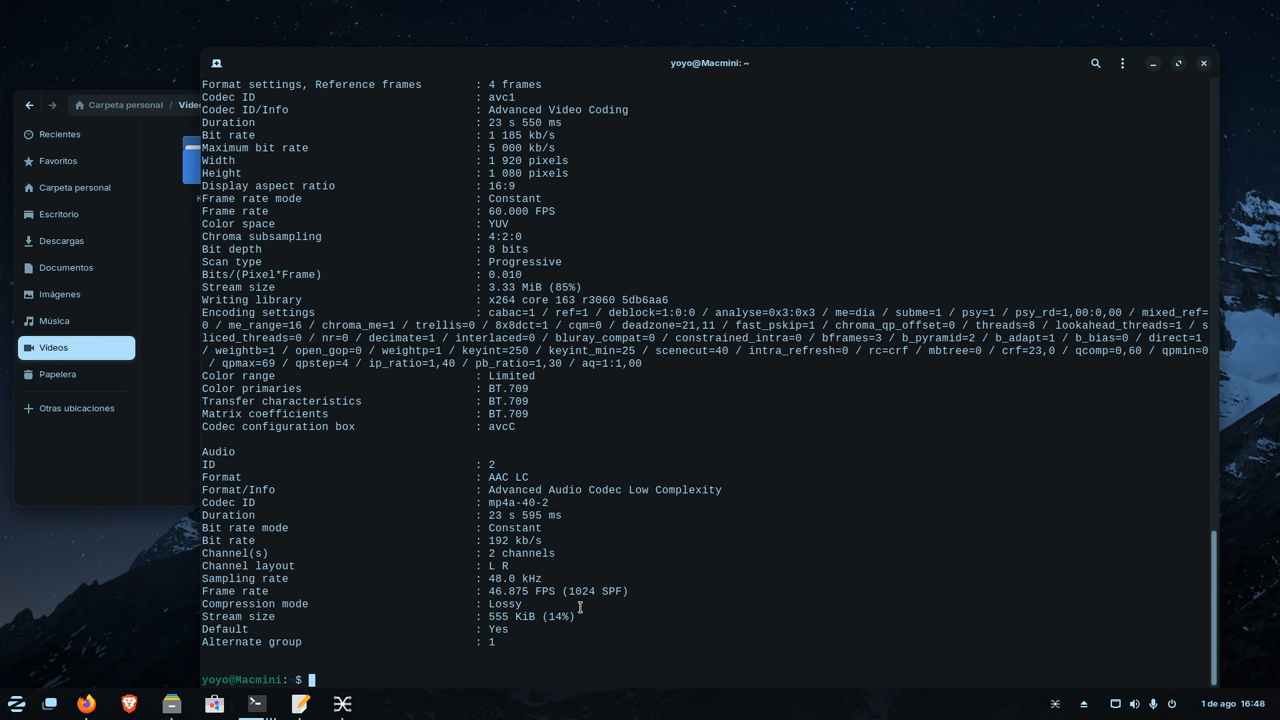 yoyo@Macmini: ~
Carpeta personal / Víde
Recientes
Favoritos
Carpeta personal
Escritorio
Descargas
Documentos
Imágenes
Música
Vídeos
Papelera
Otras ubicaciones
Format settings, Reference frames : 4 frames
Codec ID : avc1
Codec ID/Info : Advanced Video Coding
Duration : 23 s 550 ms
Bit rate : 1 185 kb/s
Maximum bit rate : 5 000 kb/s
Width : 1 920 pixels
Height : 1 080 pixels
Display aspect ratio : 16:9
Frame rate mode : Constant
Frame rate : 60.000 FPS
Color space : YUV
Chroma subsampling : 4:2:0
Bit depth : 8 bits
Scan type : Progressive
Bits/(Pixel*Frame) : 0.010
Stream size : 3.33 MiB (85%)
Writing library : x264 core 163 r3060 5db6aa6
Encoding settings : cabac=1 / ref=1 / deblock=1:0:0 / analyse=0x3:0x3 / me=dia / subme=1 / psy=1 / psy_rd=1,00:0,00 / mixed_ref=
0 / me_range=16 / chroma_me=1 / trellis=0 / 8x8dct=1 / cqm=0 / deadzone=21,11 / fast_pskip=1 / chroma_qp_offset=0 / threads=8 / lookahead_threads=1 / s
liced_threads=0 / nr=0 / decimate=1 / interlaced=0 / bluray_compat=0 / constrained_intra=0 / bframes=3 / b_pyramid=2 / b_adapt=1 / b_bias=0 / direct=1
/ weightb=1 / open_gop=0 / weightp=1 / keyint=250 / keyint_min=25 / scenecut=40 / intra_refresh=0 / rc=crf / mbtree=0 / crf=23,0 / qcomp=0,60 / qpmin=0
/ qpmax=69 / qpstep=4 / ip_ratio=1,40 / pb_ratio=1,30 / aq=1:1,00
Color range : Limited
Color primaries : BT.709
Transfer characteristics : BT.709
Matrix coefficients : BT.709
Codec configuration box : avcC
Audio
ID : 2
Format : AAC LC
Format/Info : Advanced Audio Codec Low Complexity
Codec ID : mp4a-40-2
Duration : 23 s 595 ms
Bit rate mode : Constant
Bit rate : 192 kb/s
Channel(s) : 2 channels
Channel layout : L R
Sampling rate : 48.0 kHz
Frame rate : 46.875 FPS (1024 SPF)
Compression mode : Lossy
Stream size : 555 KiB (14%)
Default : Yes
Alternate group : 1
yoyo@Macmini:~$
1 de ago 16:48